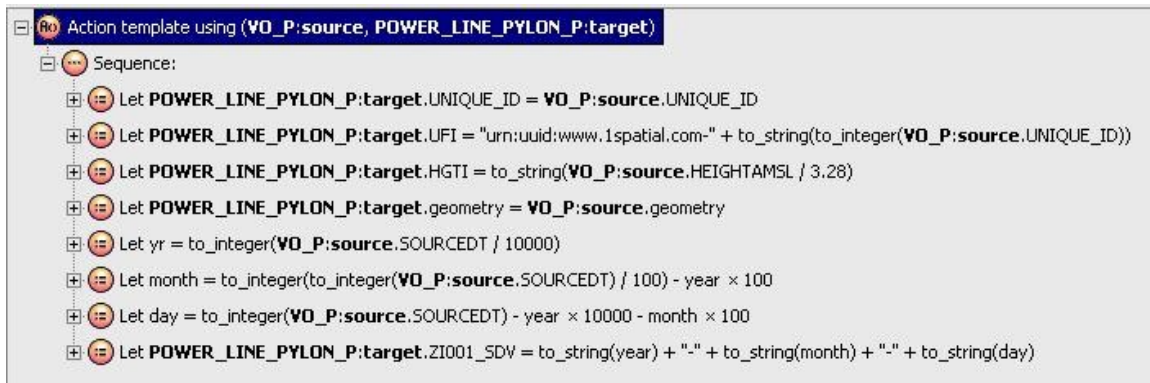 Action template using (VO_P:source, POWER_LINE_PYLON_P:target)
Sequence:
Let POWER_LINE_PYLON_P:target.UNIQUE_ID = VO_P:source.UNIQUE_ID
Let POWER_LINE_PYLON_P:target.UFI = "urn:uuid:www.1spatial.com-" + to_string(to_integer(VO_P:source.UNIQUE_ID))
Let POWER_LINE_PYLON_P:target.HGTI = to_string(VO_P:source.HEIGHTAMSL / 3.28)
Let POWER_LINE_PYLON_P:target.geometry = VO_P:source.geometry
Let yr = to_integer(VO_P:source.SOURCEDT / 10000)
Let month = to_integer(to_integer(VO_P:source.SOURCEDT) / 100) - year × 100
Let day = to_integer(VO_P:source.SOURCEDT) - year × 10000 - month × 100
Let POWER_LINE_PYLON_P:target.ZI001_SDV = to_string(year) + "-" + to_string(month) + "-" + to_string(day)